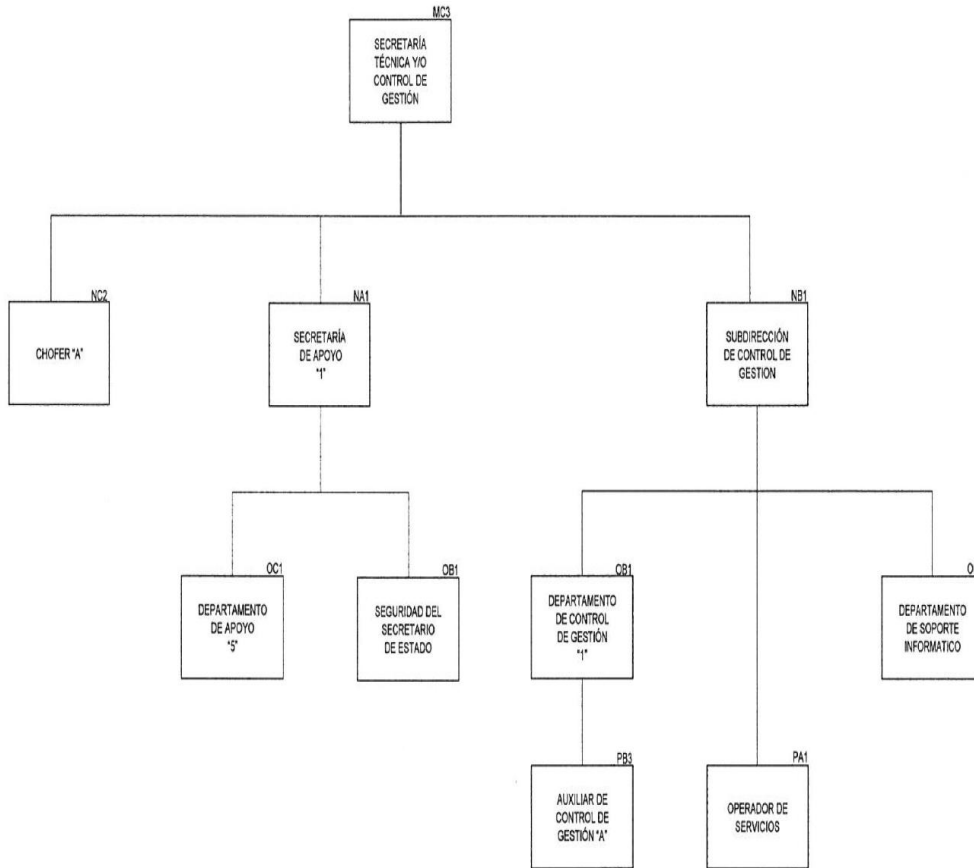 MC3
SECRETARÍA
TÉCNICA Y/O
CONTROL DE
GESTIÓN
NC2
CHOFER "A"
NA1
SECRETARÍA
DE APOYO
"1"
NB1
SUBDIRECCIÓN
DE CONTROL DE
GESTION
OC1
DEPARTAMENTO
DE APOYO
"5"
OB1
SEGURIDAD DEL
SECRETARIO
DE ESTADO
OB1
DEPARTAMENTO
DE CONTROL
DE GESTIÓN
"1"
DEPARTAMENTO
DE SOPORTE
INFORMATICO
PB3
AUXILIAR DE
CONTROL DE
GESTIÓN "A"
PA1
OPERADOR DE
SERVICIOS